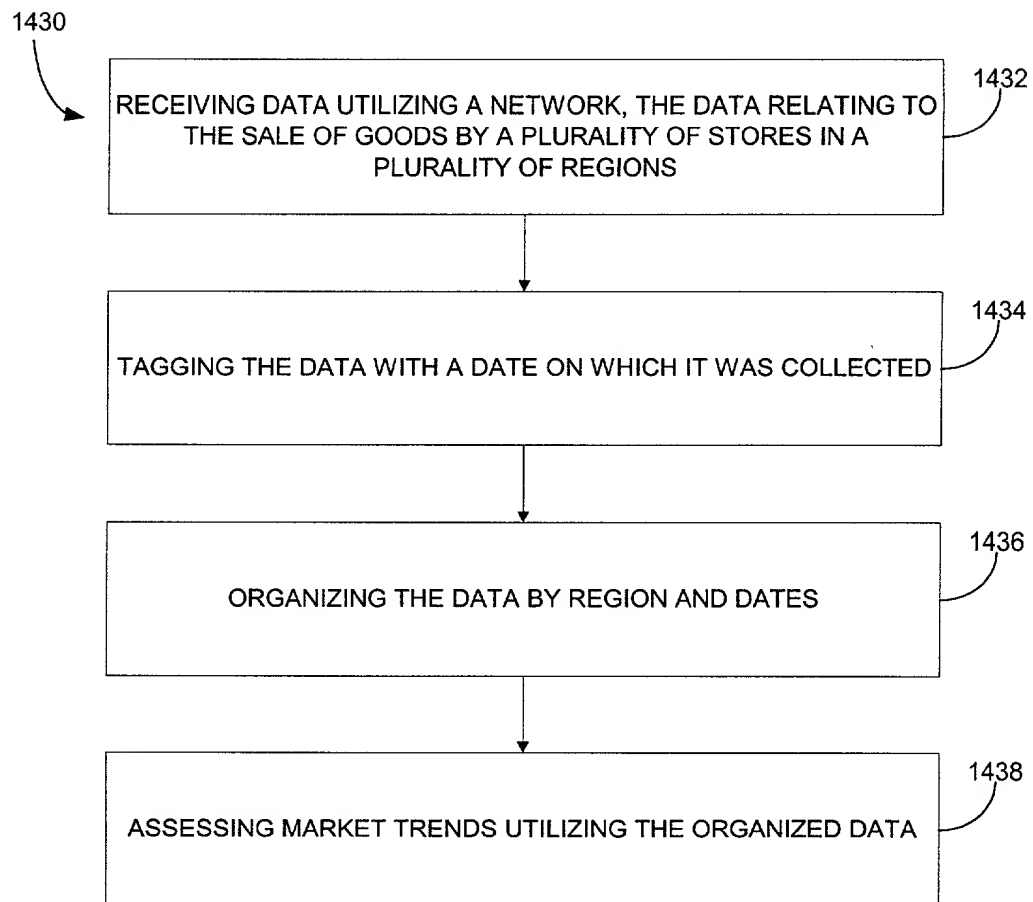 1430
1432
RECEIVING DATA UTILIZING A NETWORK, THE DATA RELATING TO
THE SALE OF GOODS BY A PLURALITY OF STORES IN A
PLURALITY OF REGIONS
1434
TAGGING THE DATA WITH A DATE ON WHICH IT WAS COLLECTED
1436
ORGANIZING THE DATA BY REGION AND DATES
1438
ASSESSING MARKET TRENDS UTILIZING THE ORGANIZED DATA